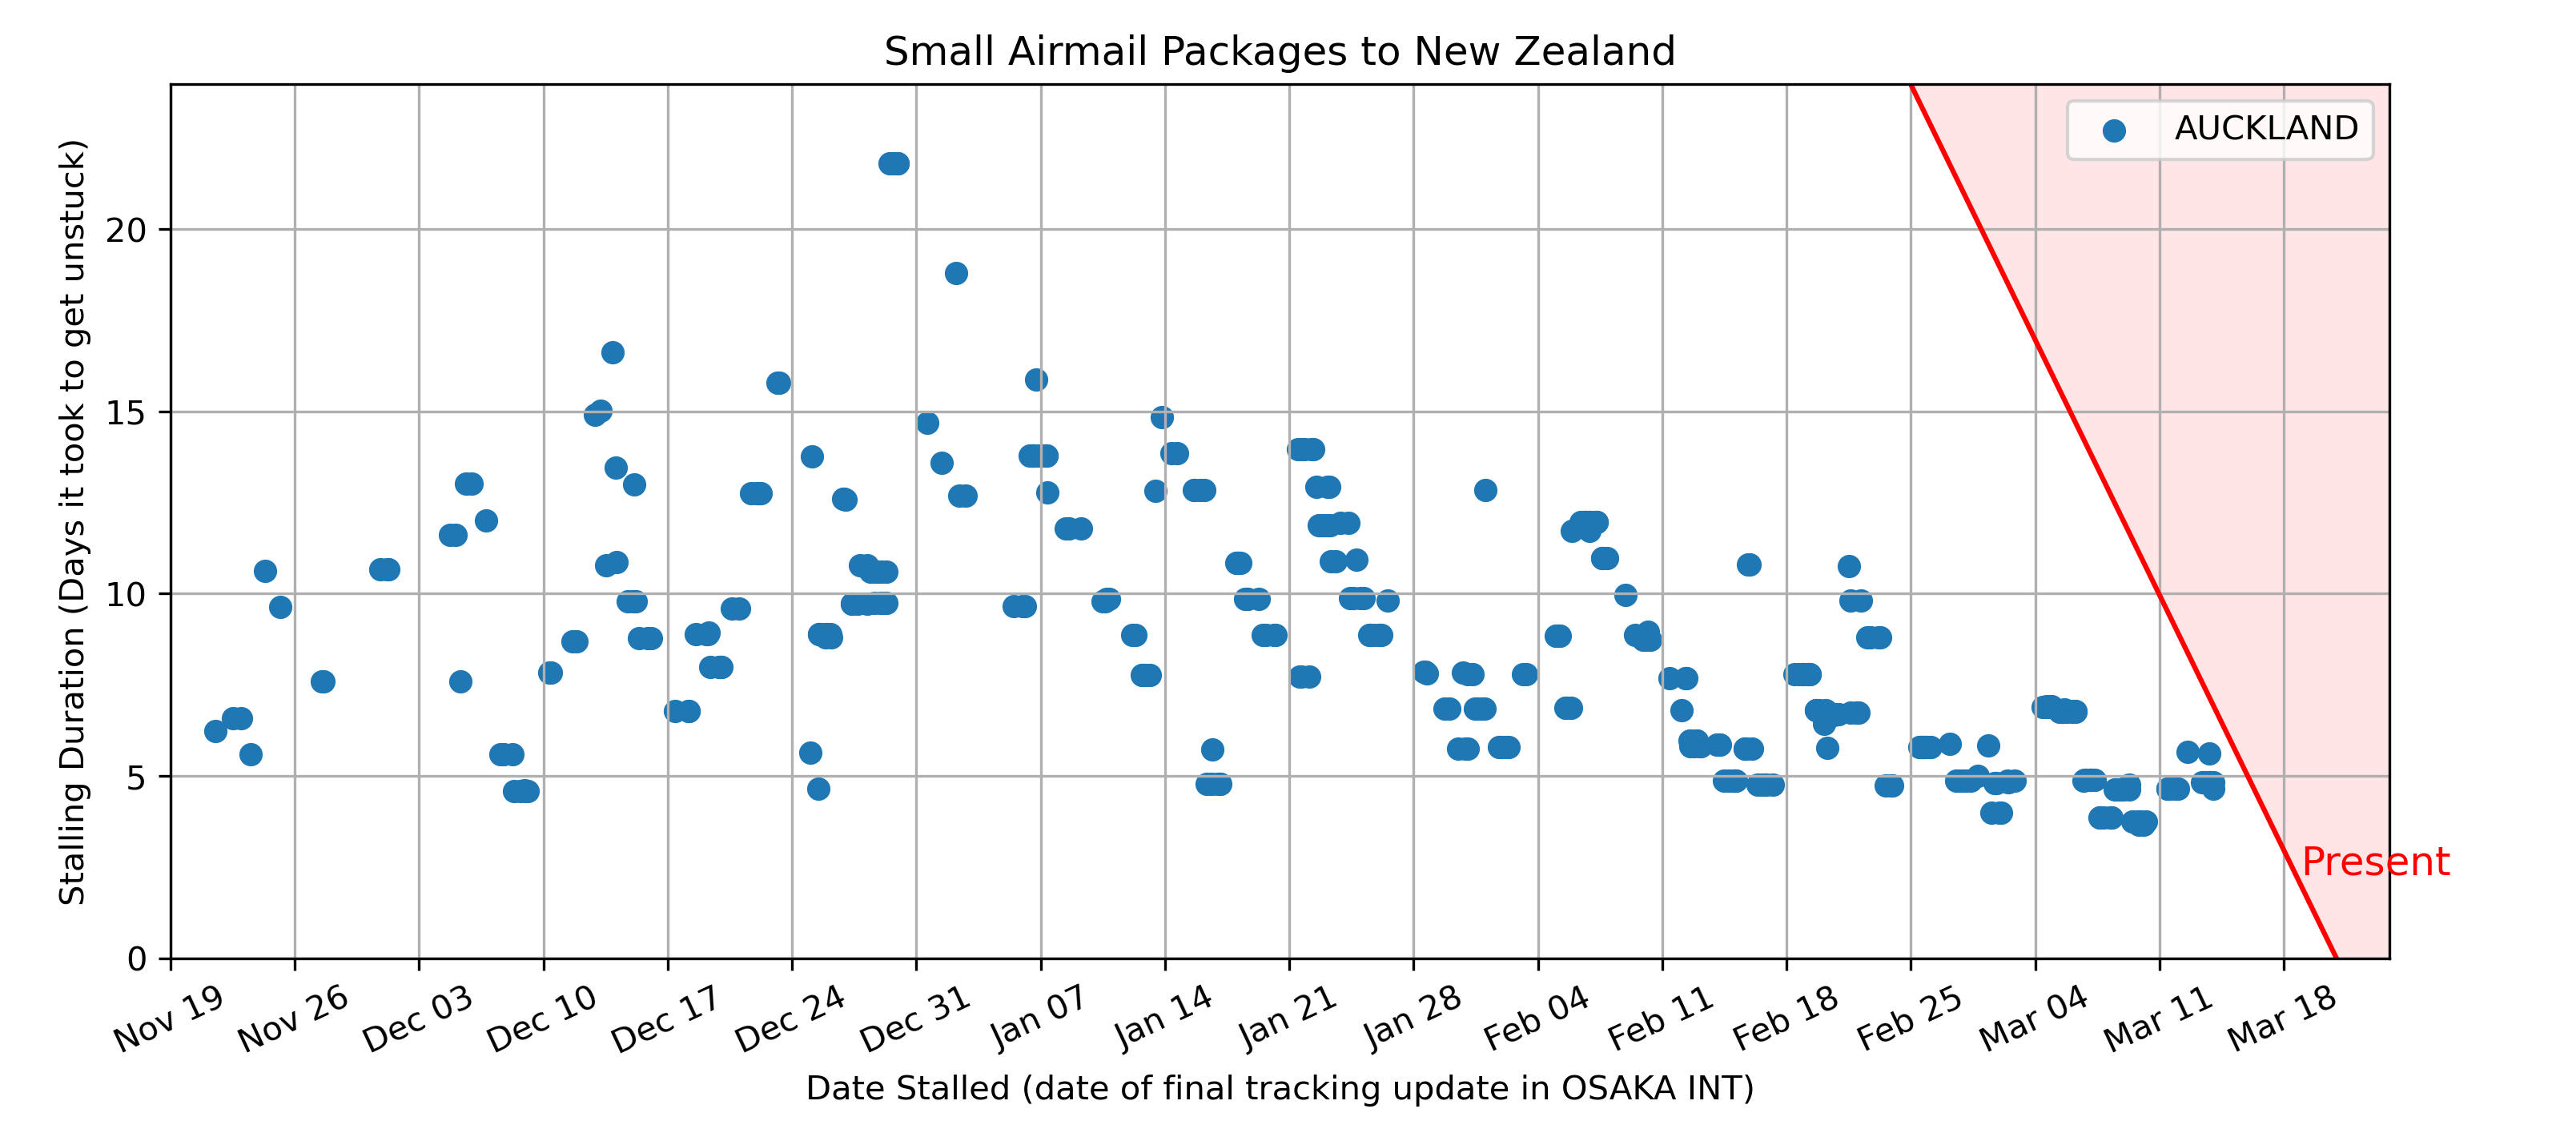 Small Airmail Packages to New Zealand
AUCKLAND
Stalling Duration (Days it took to get unstuck)
20
15
10
5
0
Present
Nov 19
Nov 26
Dec 03
Dec 10
Dec 17
Dec 24
Dec 31
Jan 07
Jan 14
Jan 21
Jan 28
Feb 04
Feb 11
Feb 18
Feb 25
Mar 04
Mar 11
Mar 18
Date Stalled (date of final tracking update in OSAKA INT)